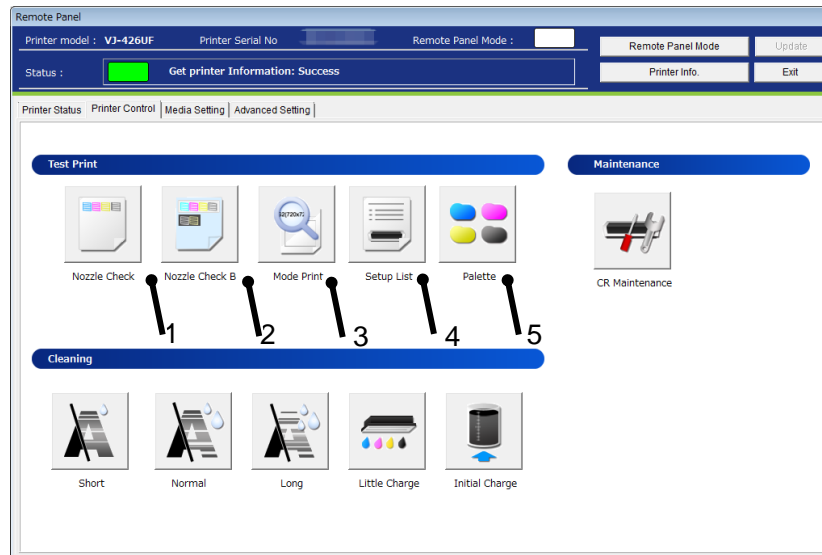 Remote Panel
Printer model : VJ-426UF Printer Serial No Remote Panel Mode :
Remote Panel Mode Update
Status : Get printer Information: Success
Printer Info. Exit
Printer Status Printer Control Media Setting Advanced Setting
Test Print Maintenance
Nozzle Check Nozzle Check B Mode Print Setup List Palette
CR Maintenance
1 2 3 4 5
Cleaning
Short Normal Long Little Charge Initial Charge